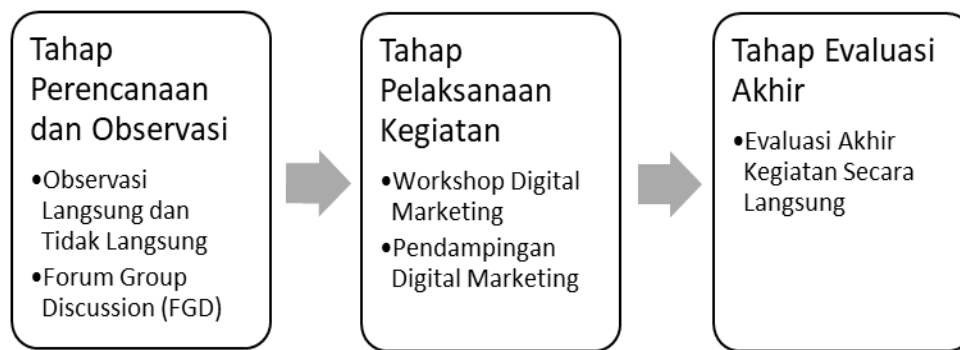 Tahap
Perencanaan
dan Observasi
•Observasi
Langsung dan
Tidak Langsung
•Forum Group
Discussion (FGD)
Tahap
Pelaksanaan
Kegiatan
•Workshop Digital
Marketing
•Pendampingan
Digital Marketing
Tahap Evaluasi
Akhir
•Evaluasi Akhir
Kegiatan Secara
Langsung